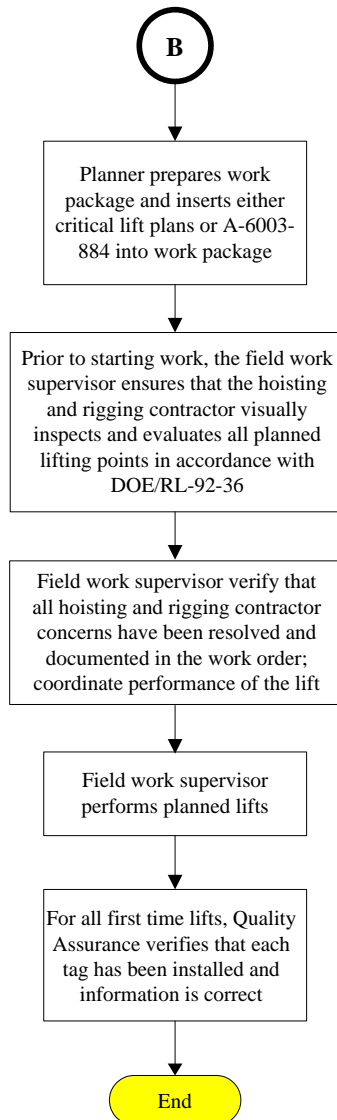 B
Planner prepares work
package and inserts either
critical lift plans or A-6003-
884 into work package
Prior to starting work, the field work
supervisor ensures that the hoisting
and rigging contractor visually
inspects and evaluates all planned
lifting points in accordance with
DOE/RL-92-36
Field work supervisor verify that
all hoisting and rigging contractor
concerns have been resolved and
documented in the work order;
coordinate performance of the lift
Field work supervisor
performs planned lifts
For all first time lifts, Quality
Assurance verifies that each
tag has been installed and
information is correct
End